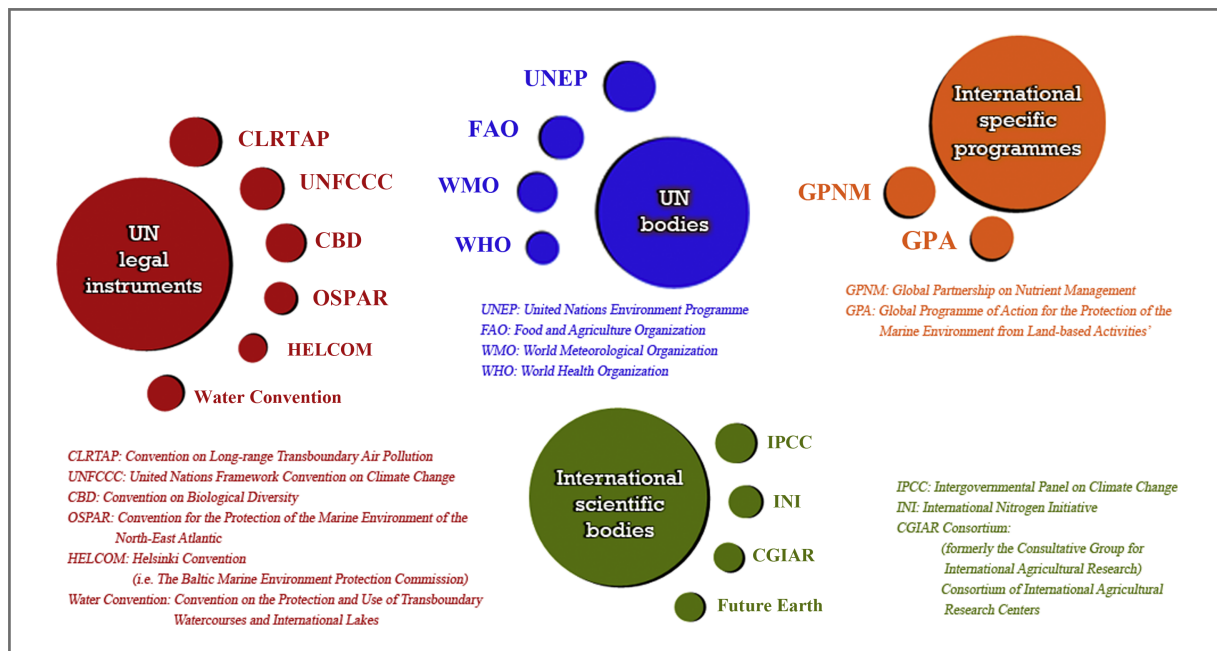 UN
legal
instruments
CLRTAP
UNFCCC
CBD
OSPAR
HELCOM
Water Convention
CLRTAP: Convention on Long-range Transboundary Air Pollution
UNFCCC: United Nations Framework Convention on Climate Change
CBD: Convention on Biological Diversity
OSPAR: Convention for the Protection of the Marine Environment of the
North-East Atlantic
HELCOM: Helsinki Convention
(i.e. The Baltic Marine Environment Protection Commission)
Water Convention: Convention on the Protection and Use of Transboundary
Watercourses and International Lakes
UNEP
FAO
WMO
WHO
UN
bodies
UNEP: United Nations Environment Programme
FAO: Food and Agriculture Organization
WMO: World Meteorological Organization
WHO: World Health Organization
International
specific
programmes
GPNM
GPA
GPNM: Global Partnership on Nutrient Management
GPA: Global Programme of Action for the Protection of the
Marine Environment from Land-based Activities’
International
scientific
bodies
IPCC
INI
CGIAR
Future Earth
IPCC: Intergovernmental Panel on Climate Change
INI: International Nitrogen Initiative
CGIAR Consortium:
(formerly the Consultative Group for
International Agricultural Research)
Consortium of International Agricultural
Research Centers